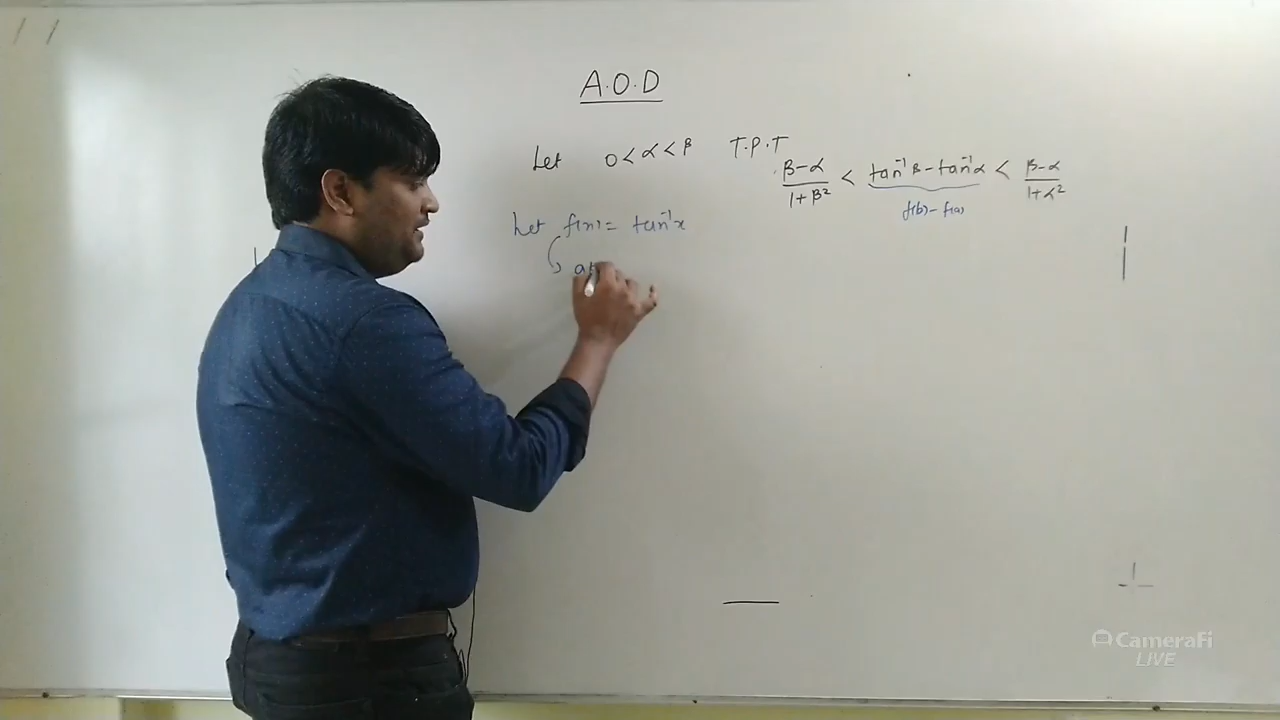 A.O.D
Let 0 < α < β T.P.T β-α/1+β² < tan⁻¹β - tan⁻¹α < β-α/1+α²
f(b) - f(a)
Let f(x) = tan⁻¹x
CameraFi
LIVE